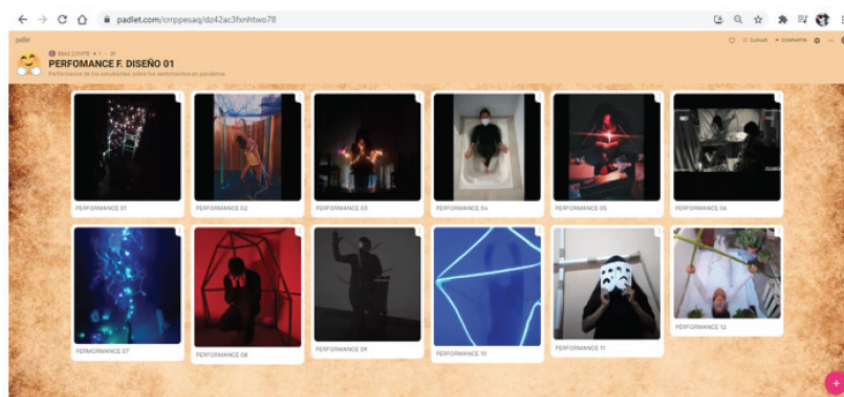 padlet.com/crrppesaq/dz42ac3fxnhtwo78
padlet
PERFOMANCE F. DISEÑO 01
Perfomance de los estudiantes sobre los sentimientos en pandemia
PERFORMANCE 01
PERFORMANCE 02
PERFORMANCE 03
PERFORMANCE 04
PERFORMANCE 05
PERFORMANCE 06
PERFORMANCE 07
PERFORMANCE 08
PERFORMANCE 09
PERFORMANCE 10
PERFORMANCE 11
PERFORMANCE 12